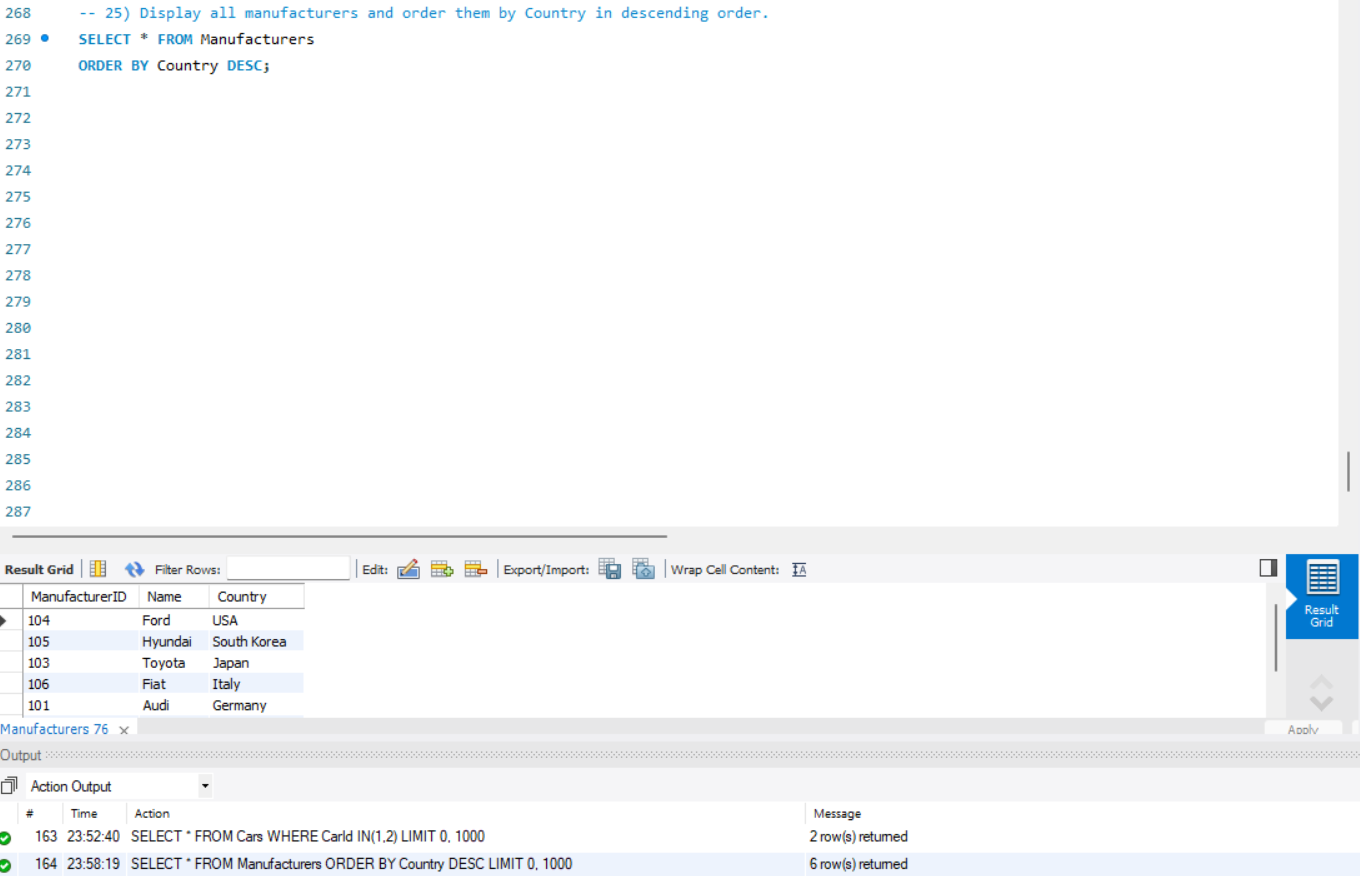 268 -- 25) Display all manufacturers and order them by Country in descending order.
269 SELECT * FROM Manufacturers
270 ORDER BY Country DESC;
271
272
273
274
275
276
277
278
279
280
281
282
283
284
285
286
287
Result Grid Filter Rows: Edit: Export/Import: Wrap Cell Content: IA
ManufacturerID Name Country
104 Ford USA
105 Hyundai South Korea
103 Toyota Japan
106 Fiat Italy
101 Audi Germany
Result
Grid
Manufacturers 76 x
Apply
Output
Action Output
# Time Action Message
163 23:52:40 SELECT * FROM Cars WHERE CarId IN(1,2) LIMIT 0, 1000 2 row(s) returned
164 23:58:19 SELECT * FROM Manufacturers ORDER BY Country DESC LIMIT 0, 1000 6 row(s) returned